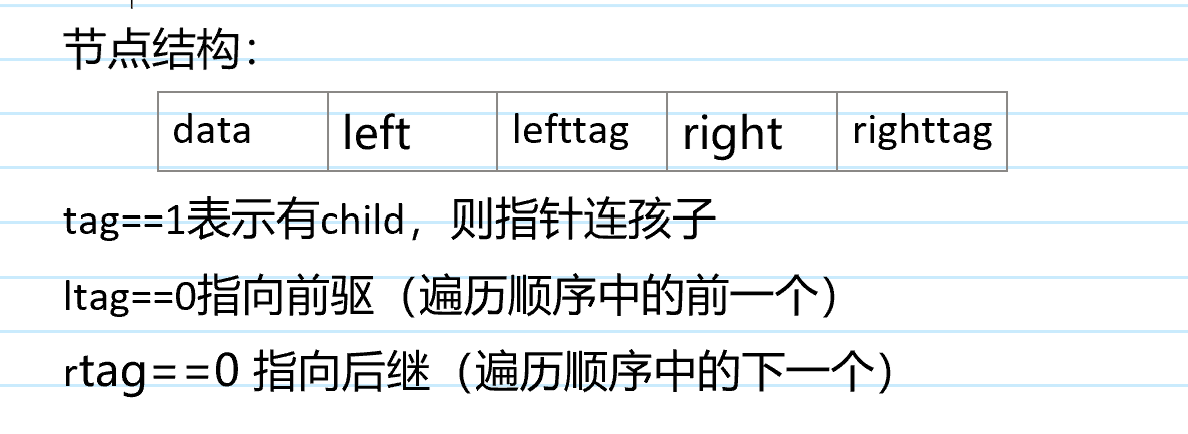 节点结构：
data left lefttag right righttag
tag==1表示有child，则指针连孩子
ltag==0指向前驱（遍历顺序中的前一个）
rtag==0 指向后继（遍历顺序中的下一个）